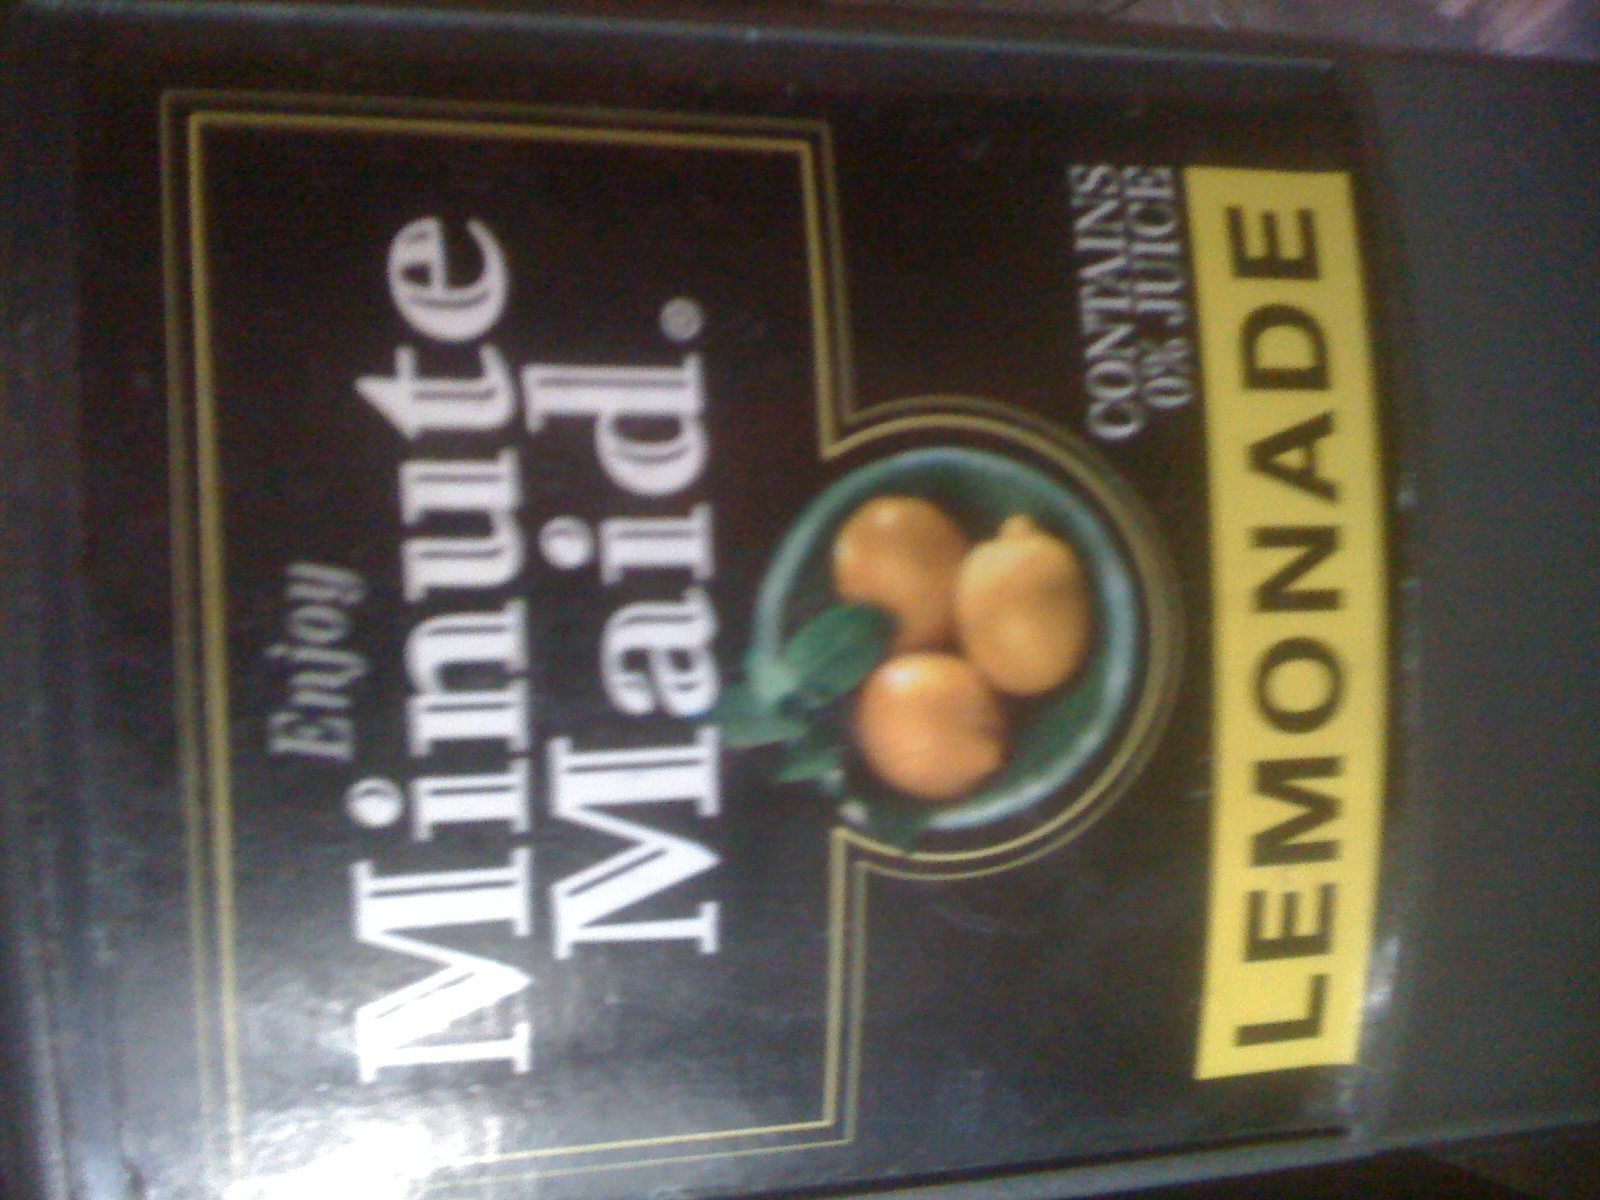 Enjoy
Minute
Maid®
CONTAINS
0% JUICE
LEMONADE